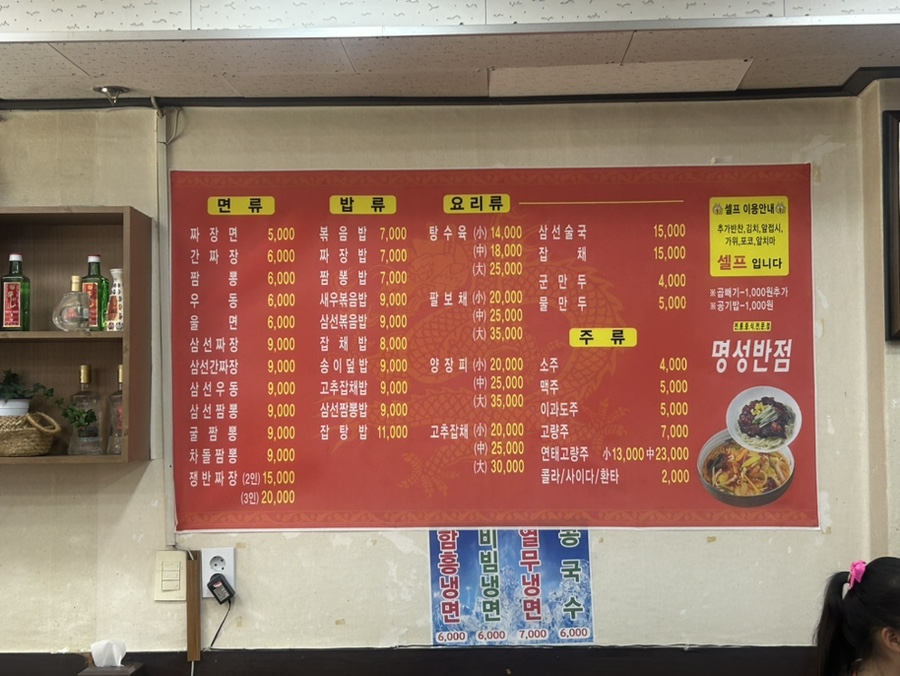 면 류
짜 장 면 5,000
간 짜 장 6,000
짬 뽕 6,000
우 동 6,000
울 면 6,000
삼 선 짜 장 9,000
삼선간짜장 9,000
삼 선 우 동 9,000
삼 선 짬 뽕 9,000
굴 짬 뽕 9,000
차 돌 짬 뽕 9,000
쟁 반 짜 장 (2인) 15,000
(3인) 20,000
밥 류
볶 음 밥 7,000
짜 장 밥 7,000
짬 뽕 밥 7,000
새우볶음밥 9,000
삼선볶음밥 9,000
잡 채 밥 8,000
송 이 덮 밥 9,000
고추잡채밥 9,000
삼선짬뽕밥 9,000
잡 탕 밥 11,000
요 리 류
탕 수 육 (小) 14,000
(中) 18,000
(大) 25,000
팔 보 채 (小) 20,000
(中) 25,000
(大) 35,000
양 장 피 (小) 20,000
(中) 25,000
(大) 35,000
고추잡채 (小) 20,000
(中) 25,000
(大) 30,000
삼 선 술 국 15,000
잡 채 15,000
군 만 두 4,000
물 만 두 5,000
주 류
소주 4,000
맥주 5,000
이과도주 5,000
고량주 7,000
연태고량주 小13,000 中23,000
콜라/사이다/환타 2,000
셀프 이용안내
추가반찬,김치,앞접시,
가위,포코,앞치마
셀프 입니다
※곱빼기-1,000원추가
※공기밥-1,000원
명성반점
함흥냉면 6,000
비빔냉면 6,000
열무냉면 7,000
콩국수 6,000